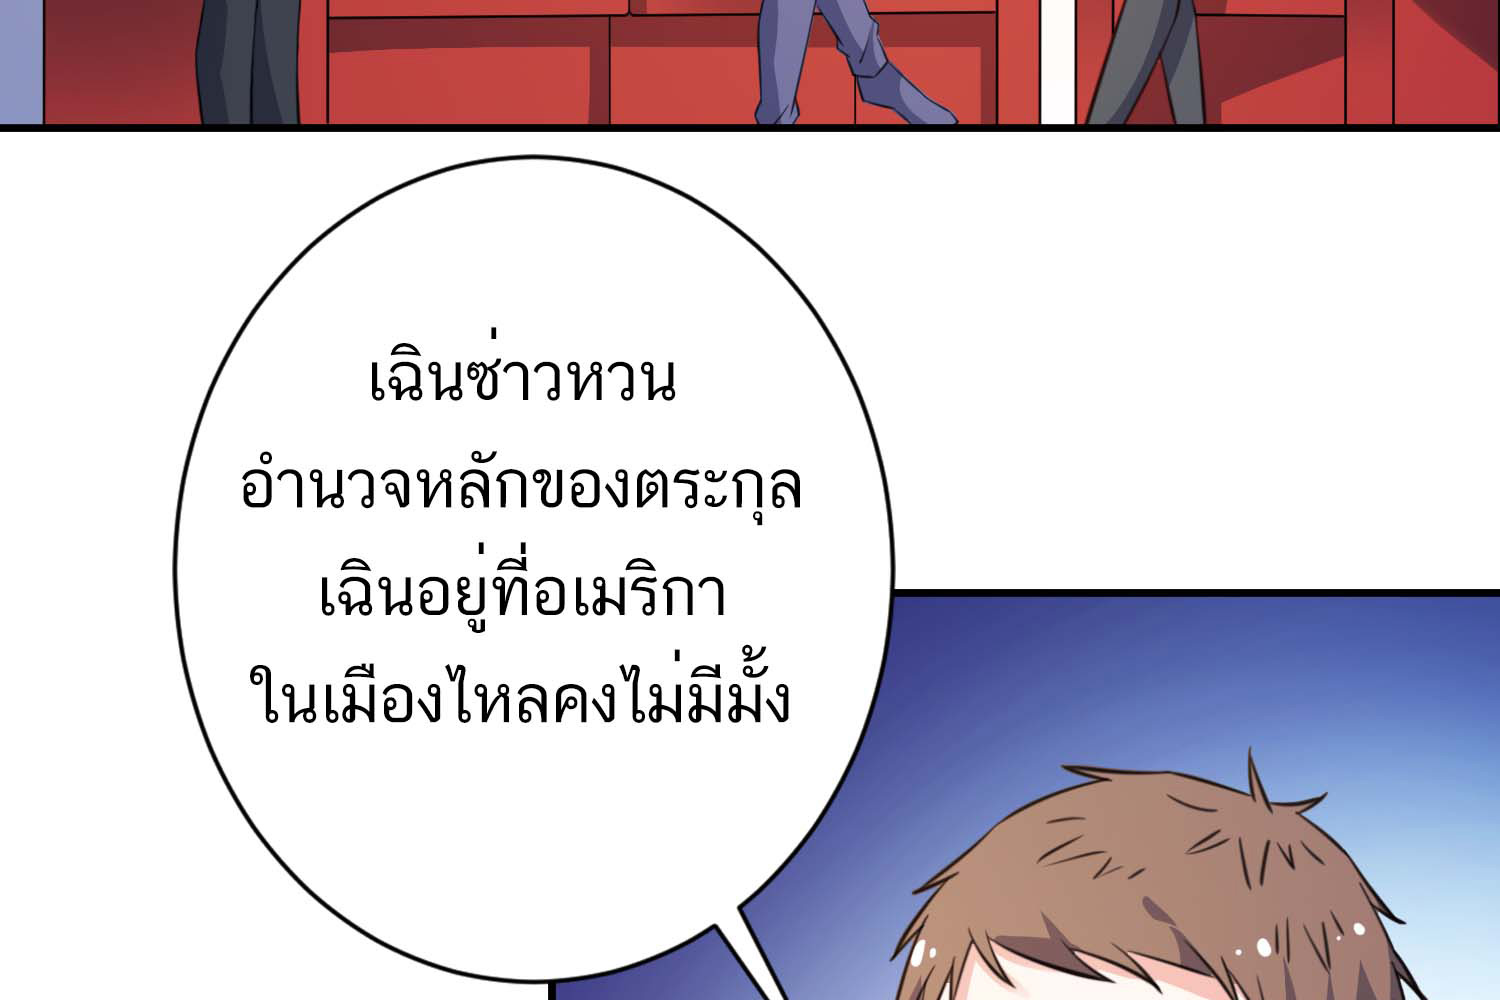 เฉินซ่าวหวน
อำนวจหลักของตระกุล
เฉินอยู่ที่อเมริกา
ในเมืองไหลคงไม่มีมั้ง